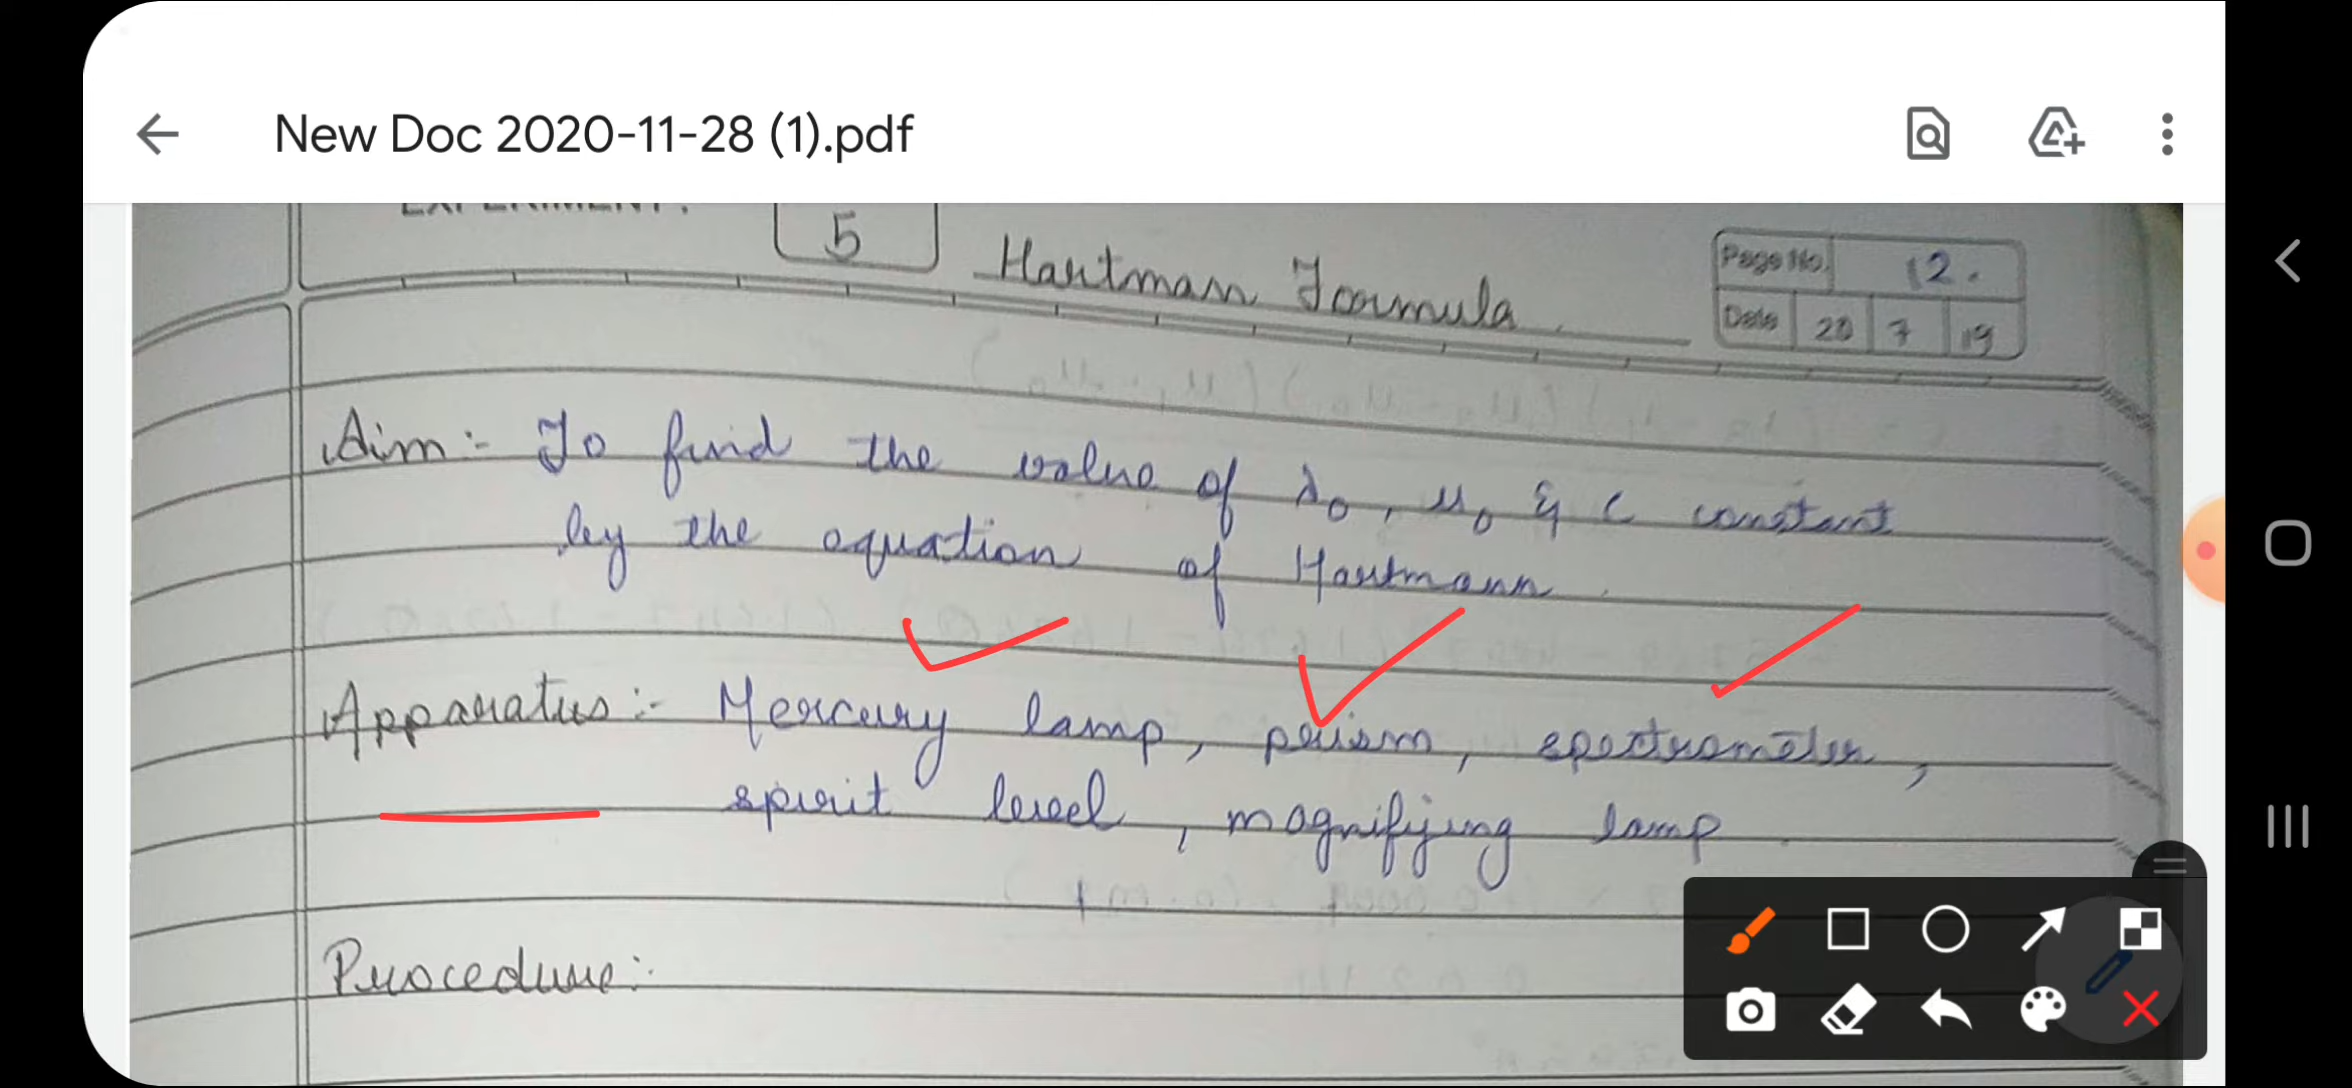 New Doc 2020-11-28 (1).pdf
EXPERIMENT:
5
Hartman Formula
Page No. 12.
Date 20 7 19
Aim:- To find the value of λ₀, μ₀ & C constant
by the equation of Hartmann.
Apparatus:- Mercury lamp, prism, spectrometer,
spirit level, magnifying lamp.
Procedure:-